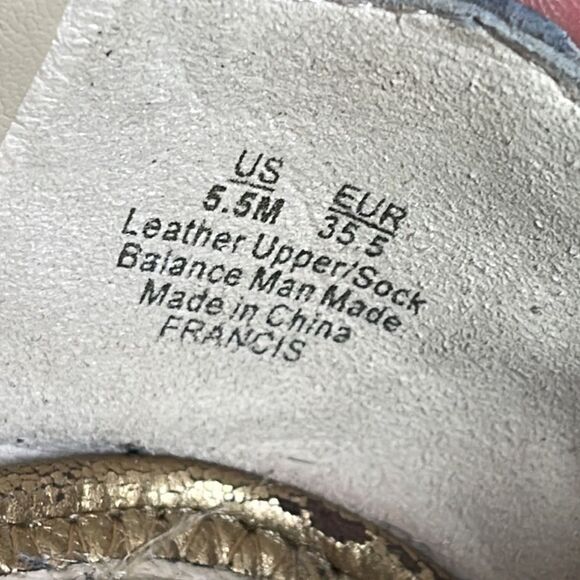 US EUR
5.5M 35.5
Leather Upper/Sock
Balance Man Made
Made in China
FRANCIS